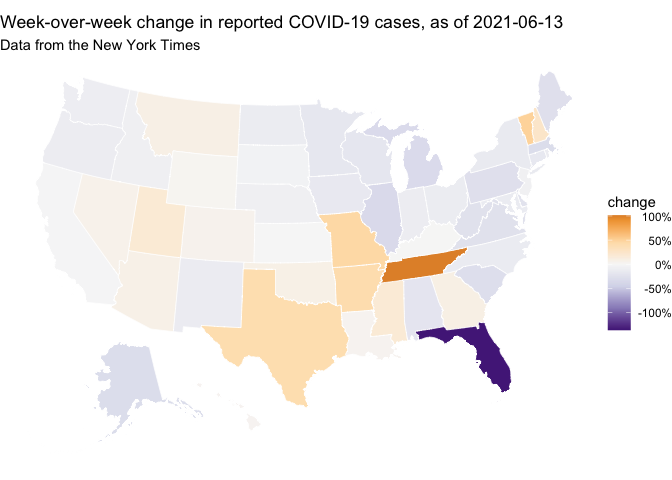 Week-over-week change in reported COVID-19 cases, as of 2021-06-13
Data from the New York Times
change
100%
50%
0%
-50%
-100%